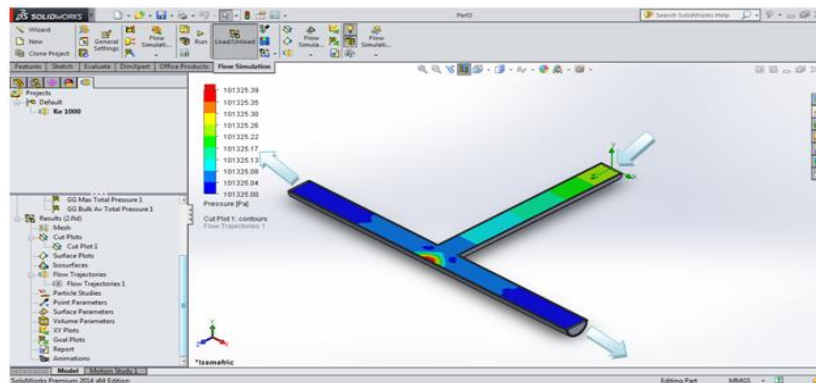 SOLIDWORKS
Part3
Search SolidWorks Help
Wizard
New
Clone Project
General Settings
Flow Simulati...
Run
Load/Unload
Flow Simula...
Flow Simulati...
Features Sketch Evaluate DimXpert Office Products Flow Simulation
Projects
Default
Re 1000
GG Max Total Pressure 1
GG Bulk Av Total Pressure 1
Results (2.fld)
Mesh
Cut Plots
Cut Plot 1
Surface Plots
Isosurfaces
Flow Trajectories
Flow Trajectories 1
Particle Studies
Point Parameters
Surface Parameters
Volume Parameters
XY Plots
Goal Plots
Report
Animations
101325.39
101325.35
101325.30
101325.26
101325.22
101325.17
101325.13
101325.08
101325.04
101325.00
Pressure [Pa]
Cut Plot 1: contours
Flow Trajectories 1
Y
X
Y
X
Z
*Isometric
Model Motion Study 1
SolidWorks Premium 2014 x64 Edition
Editing Part
MMGS